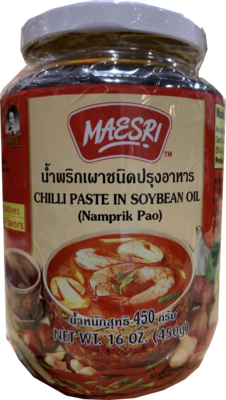 MAESRI
TM
น้ำพริกเผาชนิดปรุงอาหาร
CHILLI PASTE IN SOYBEAN OIL
(Namprik Pao)
น้ำหนักสุทธิ 450 กรัม
NET WT. 16 OZ. (450g)